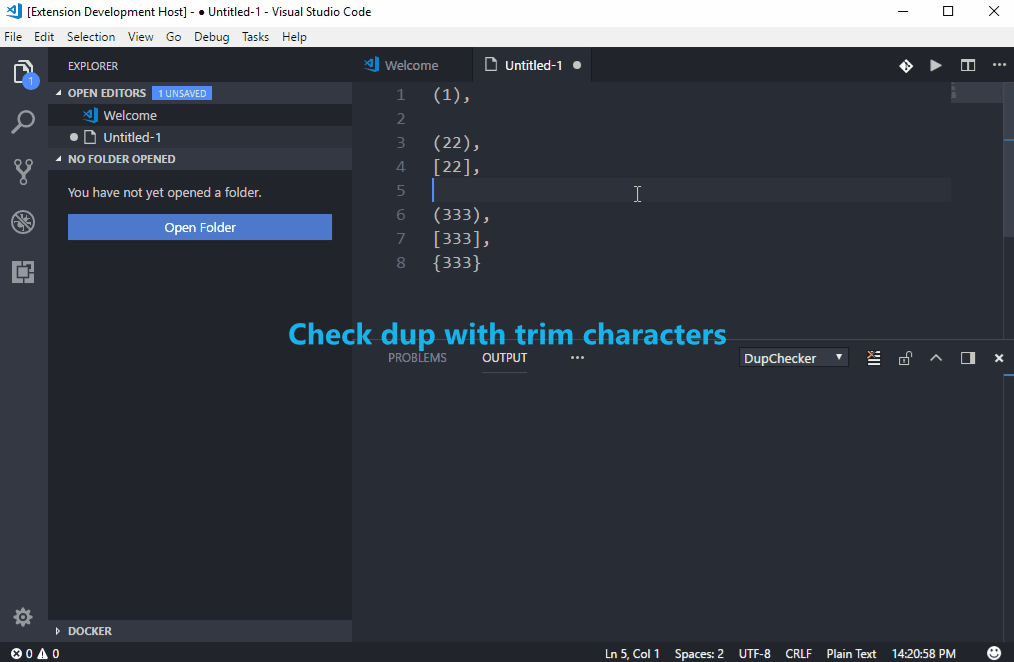 [Extension Development Host] - ● Untitled-1 - Visual Studio Code
File Edit Selection View Go Debug Tasks Help
1
EXPLORER
OPEN EDITORS 1 UNSAVED
Welcome
● Untitled-1
NO FOLDER OPENED
You have not yet opened a folder.
Open Folder
DOCKER
Welcome Untitled-1 ●
1 (1),
2
3 (22),
4 [22],
5
6 (333),
7 [333],
8 {333}
Check dup with trim characters
PROBLEMS OUTPUT ••• DupChecker
0 0 Ln 5, Col 1 Spaces: 2 UTF-8 CRLF Plain Text 14:20:58 PM